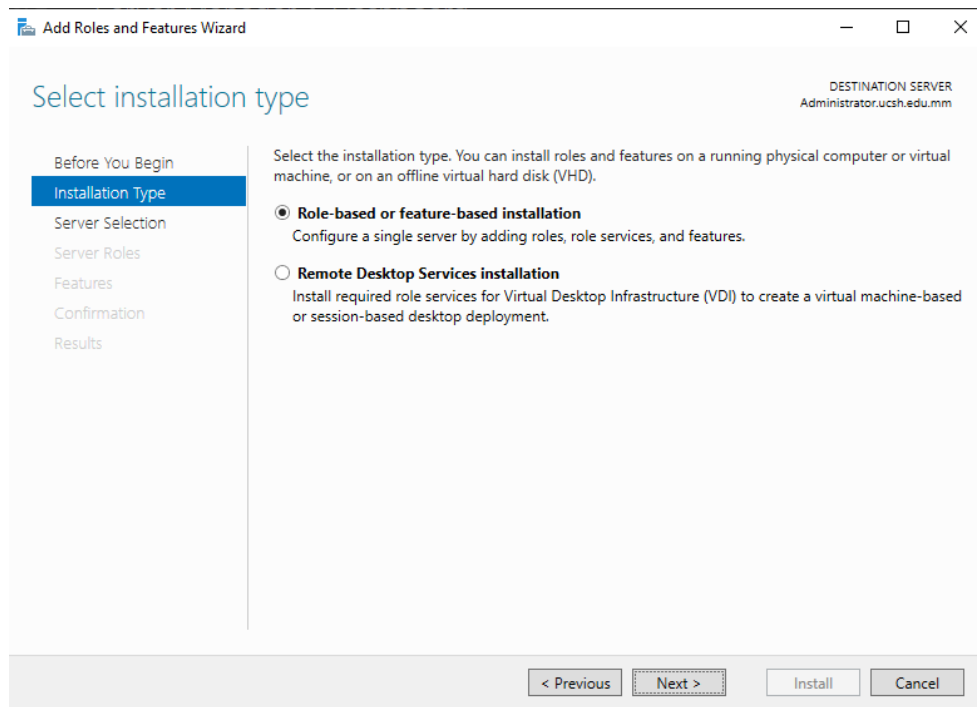 Add Roles and Features Wizard
Select installation type
DESTINATION SERVER
Administrator.ucsh.edu.mm
Before You Begin
Installation Type
Server Selection
Server Roles
Features
Confirmation
Results
Select the installation type. You can install roles and features on a running physical computer or virtual
machine, or on an offline virtual hard disk (VHD).
Role-based or feature-based installation
Configure a single server by adding roles, role services, and features.
Remote Desktop Services installation
Install required role services for Virtual Desktop Infrastructure (VDI) to create a virtual machine-based
or session-based desktop deployment.
< Previous
Next >
Install
Cancel